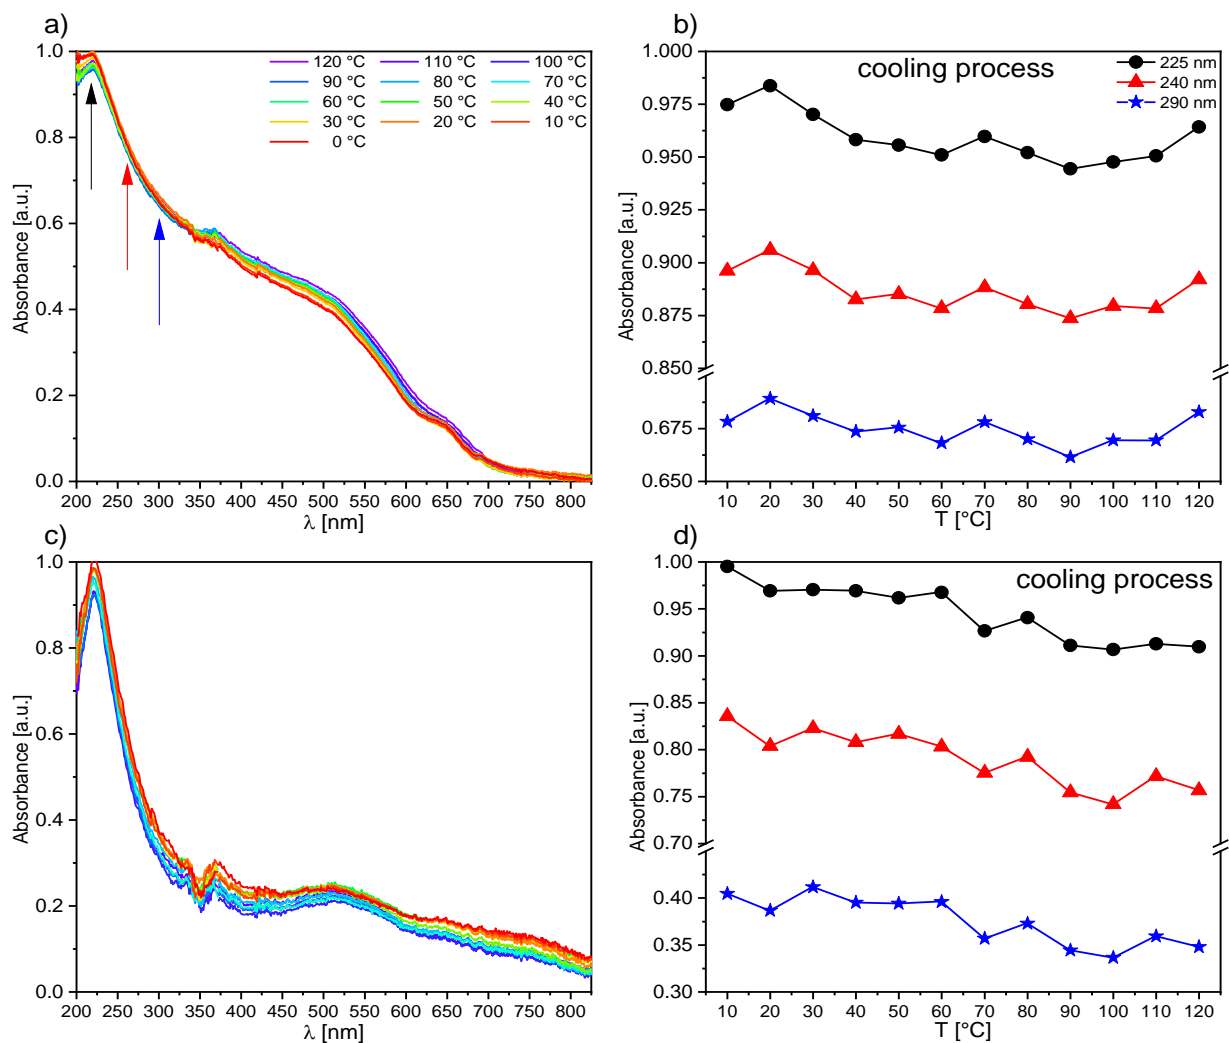 a)
1.0
0.8
0.6
0.4
0.2
0.0
Absorbance [a.u.]
120 °C 110 °C 100 °C
90 °C 80 °C 70 °C
60 °C 50 °C 40 °C
30 °C 20 °C 10 °C
0 °C
200 250 300 350 400 450 500 550 600 650 700 750 800
λ [nm]
b)
1.000
0.975
0.950
0.925
0.900
0.875
0.850
0.675
0.650
Absorbance [a.u.]
cooling process
225 nm
240 nm
290 nm
10 20 30 40 50 60 70 80 90 100 110 120
T [°C]
c)
1.0
0.8
0.6
0.4
0.2
0.0
Absorbance [a.u.]
200 250 300 350 400 450 500 550 600 650 700 750 800
λ [nm]
d)
1.00
0.95
0.90
0.85
0.80
0.75
0.70
0.40
0.35
0.30
Absorbance [a.u.]
cooling process
10 20 30 40 50 60 70 80 90 100 110 120
T [°C]